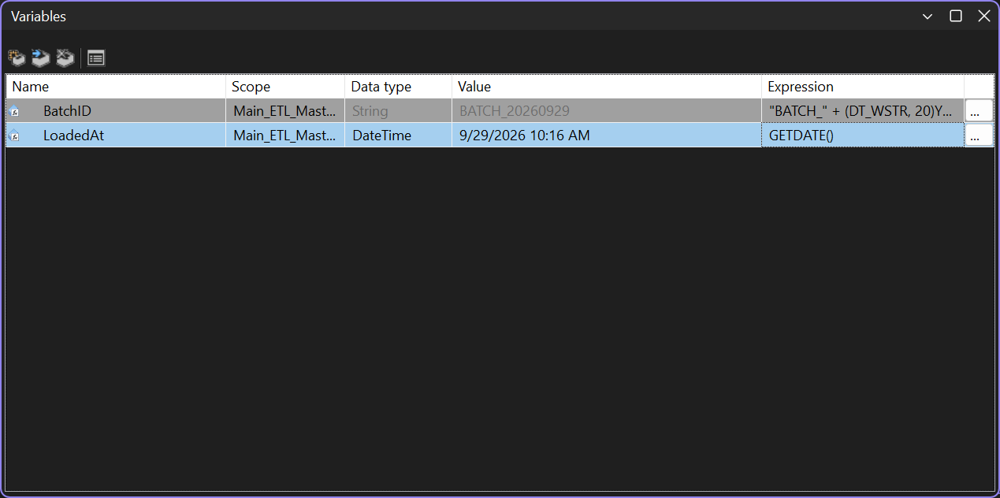 Variables
Name Scope Data type Value Expression
BatchID Main_ETL_Mast... String BATCH_20260929 "BATCH_" + (DT_WSTR, 20)Y... ...
LoadedAt Main_ETL_Mast... DateTime 9/29/2026 10:16 AM GETDATE() ...